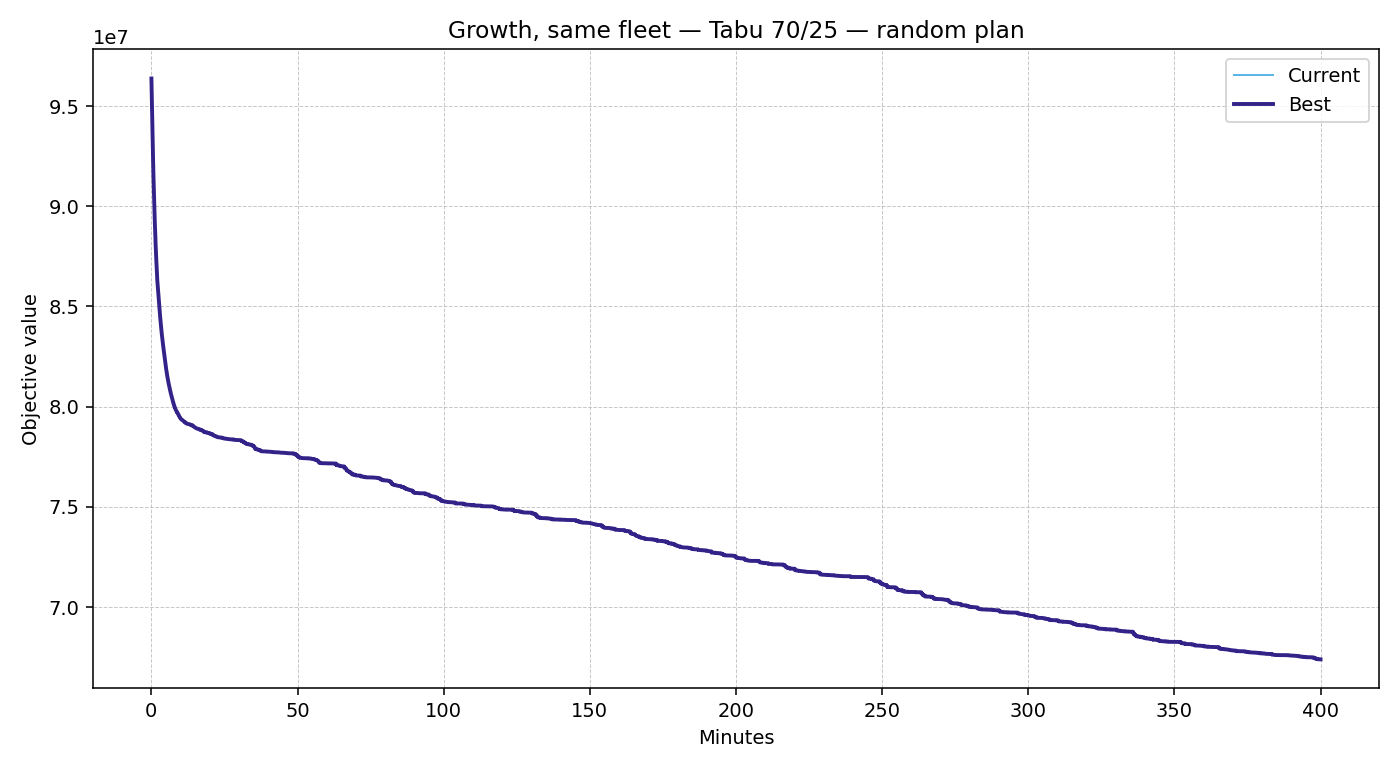 Growth, same fleet — Tabu 70/25 — random plan
1e7
Current
Best
9.5
9.0
8.5
8.0
7.5
7.0
Objective value
0 50 100 150 200 250 300 350 400
Minutes